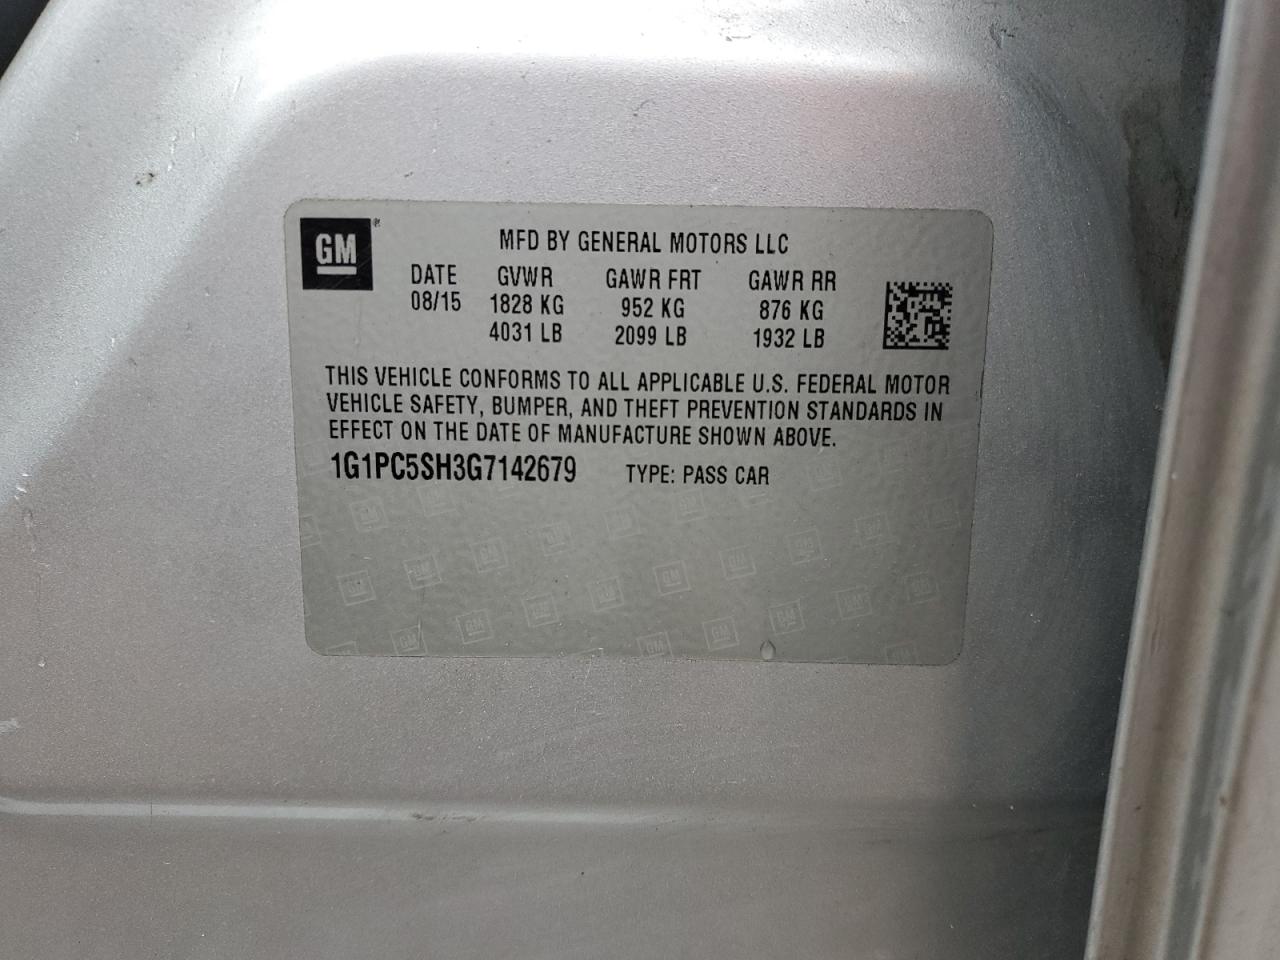 GM
MFD BY GENERAL MOTORS LLC
DATE GVWR GAWR FRT GAWR RR
08/15 1828 KG 952 KG 876 KG
4031 LB 2099 LB 1932 LB
THIS VEHICLE CONFORMS TO ALL APPLICABLE U.S. FEDERAL MOTOR
VEHICLE SAFETY, BUMPER, AND THEFT PREVENTION STANDARDS IN
EFFECT ON THE DATE OF MANUFACTURE SHOWN ABOVE.
1G1PC5SH3G7142679 TYPE: PASS CAR